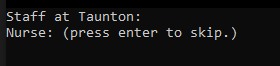 Staff at Taunton:
Nurse: (press enter to skip.)